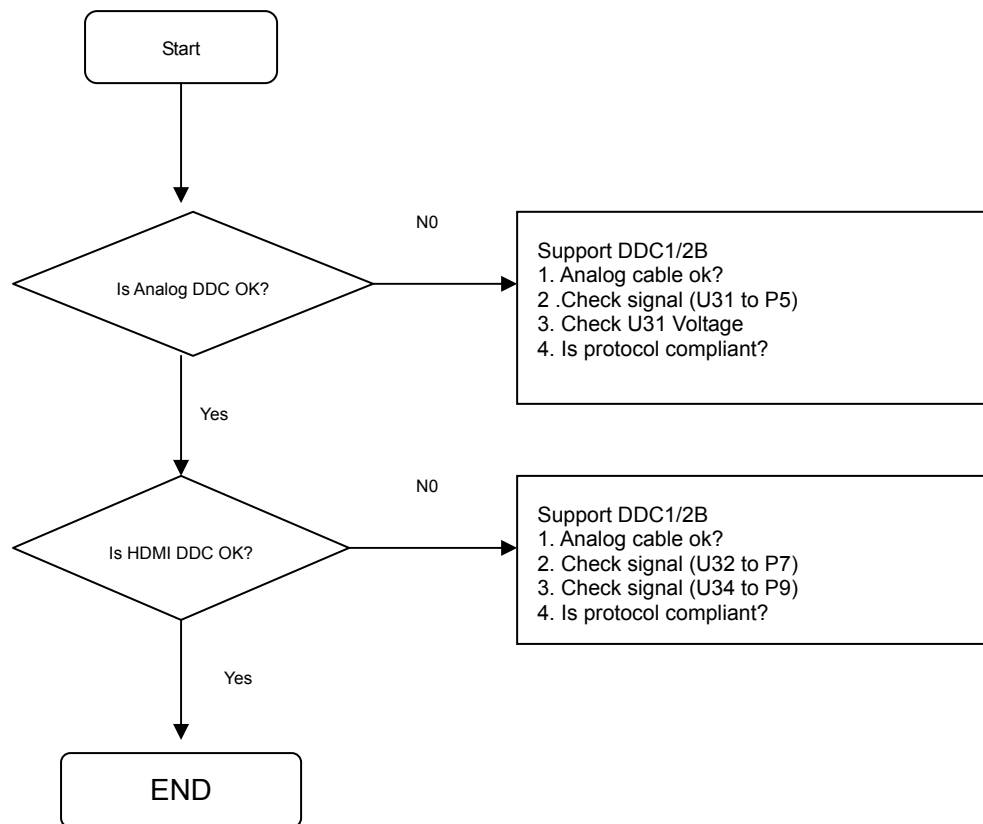 Start
Is Analog DDC OK?
N0
Support DDC1/2B
1. Analog cable ok?
2 .Check signal (U31 to P5)
3. Check U31 Voltage
4. Is protocol compliant?
Yes
Is HDMI DDC OK?
N0
Support DDC1/2B
1. Analog cable ok?
2. Check signal (U32 to P7)
3. Check signal (U34 to P9)
4. Is protocol compliant?
Yes
END